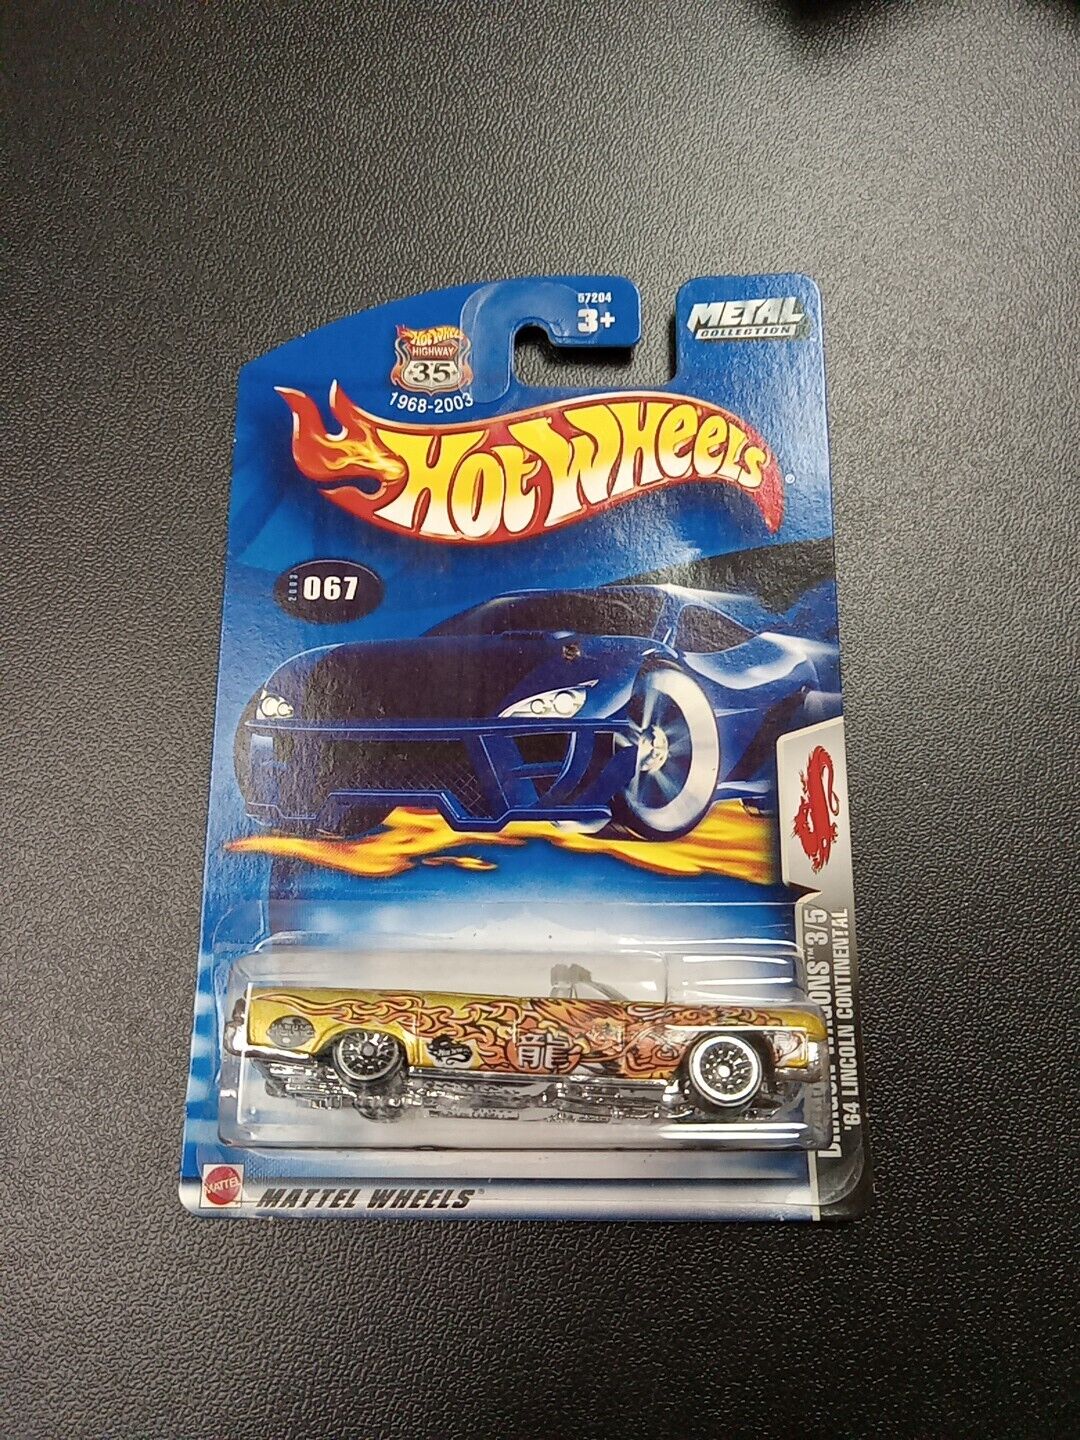 57204
3+
METAL
COLLECTION
HOT WHEELS
HIGHWAY
35
1968-2003
HOT WHEELS
®
2003
067
3/5
'64 LINCOLN CONTINENTAL
龍
MATTEL
MATTEL WHEELS®